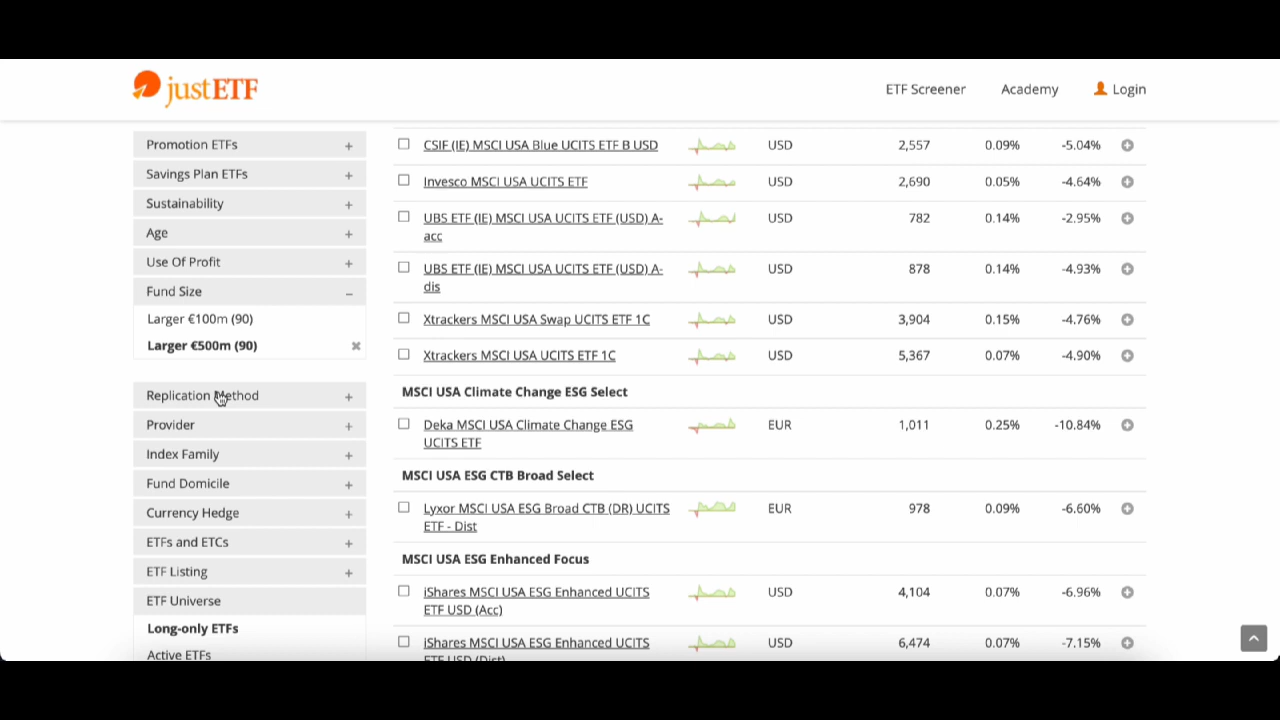 justETF
ETF Screener
Academy
Login
Promotion ETFs +
Savings Plan ETFs +
Sustainability +
Age +
Use Of Profit +
Fund Size –
Larger €100m (90)
Larger €500m (90)
Replication Method +
Provider +
Index Family +
Fund Domicile +
Currency Hedge +
ETFs and ETCs +
ETF Listing +
ETF Universe
Long-only ETFs
Active ETFs
CSIF (IE) MSCI USA Blue UCITS ETF B USD USD 2,557 0.09% -5.04%
Invesco MSCI USA UCITS ETF USD 2,690 0.05% -4.64%
UBS ETF (IE) MSCI USA UCITS ETF (USD) A- USD 782 0.14% -2.95%
acc
UBS ETF (IE) MSCI USA UCITS ETF (USD) A- USD 878 0.14% -4.93%
dis
Xtrackers MSCI USA Swap UCITS ETF 1C USD 3,904 0.15% -4.76%
Xtrackers MSCI USA UCITS ETF 1C USD 5,367 0.07% -4.90%
MSCI USA Climate Change ESG Select
Deka MSCI USA Climate Change ESG EUR 1,011 0.25% -10.84%
UCITS ETF
MSCI USA ESG CTB Broad Select
Lyxor MSCI USA ESG Broad CTB (DR) UCITS EUR 978 0.09% -6.60%
ETF - Dist
MSCI USA ESG Enhanced Focus
iShares MSCI USA ESG Enhanced UCITS USD 4,104 0.07% -6.96%
ETF USD (Acc)
iShares MSCI USA ESG Enhanced UCITS USD 6,474 0.07% -7.15%
ETF USD (Dist)